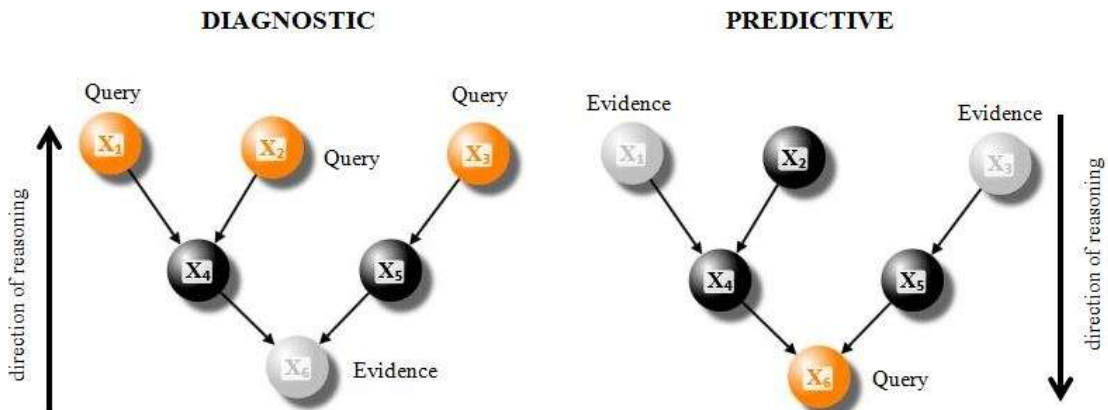 DIAGNOSTIC
Query
Query
X₁
X₂
Query
X₃
X₄
X₅
X₆
Evidence
direction of reasoning
PREDICTIVE
Evidence
Evidence
X₁
X₂
X₃
X₄
X₅
X₆
Query
direction of reasoning